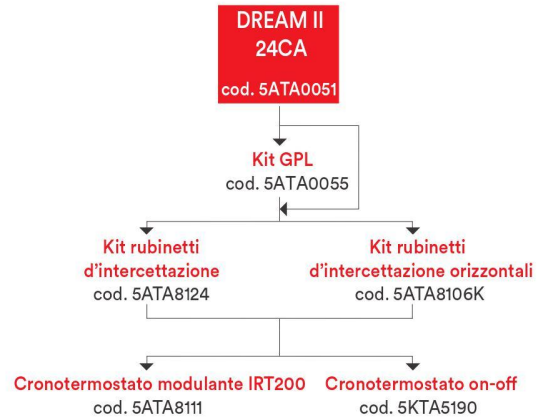 DREAM II
24CA
cod. 5ATA0051
Kit GPL
cod. 5ATA0055
Kit rubinetti
d'intercettazione
cod. 5ATA8124
Kit rubinetti
d'intercettazione orizzontali
cod. 5ATA8106K
Cronotermostato modulante IRT200
cod. 5ATA8111
Cronotermostato on-off
cod. 5KTA5190